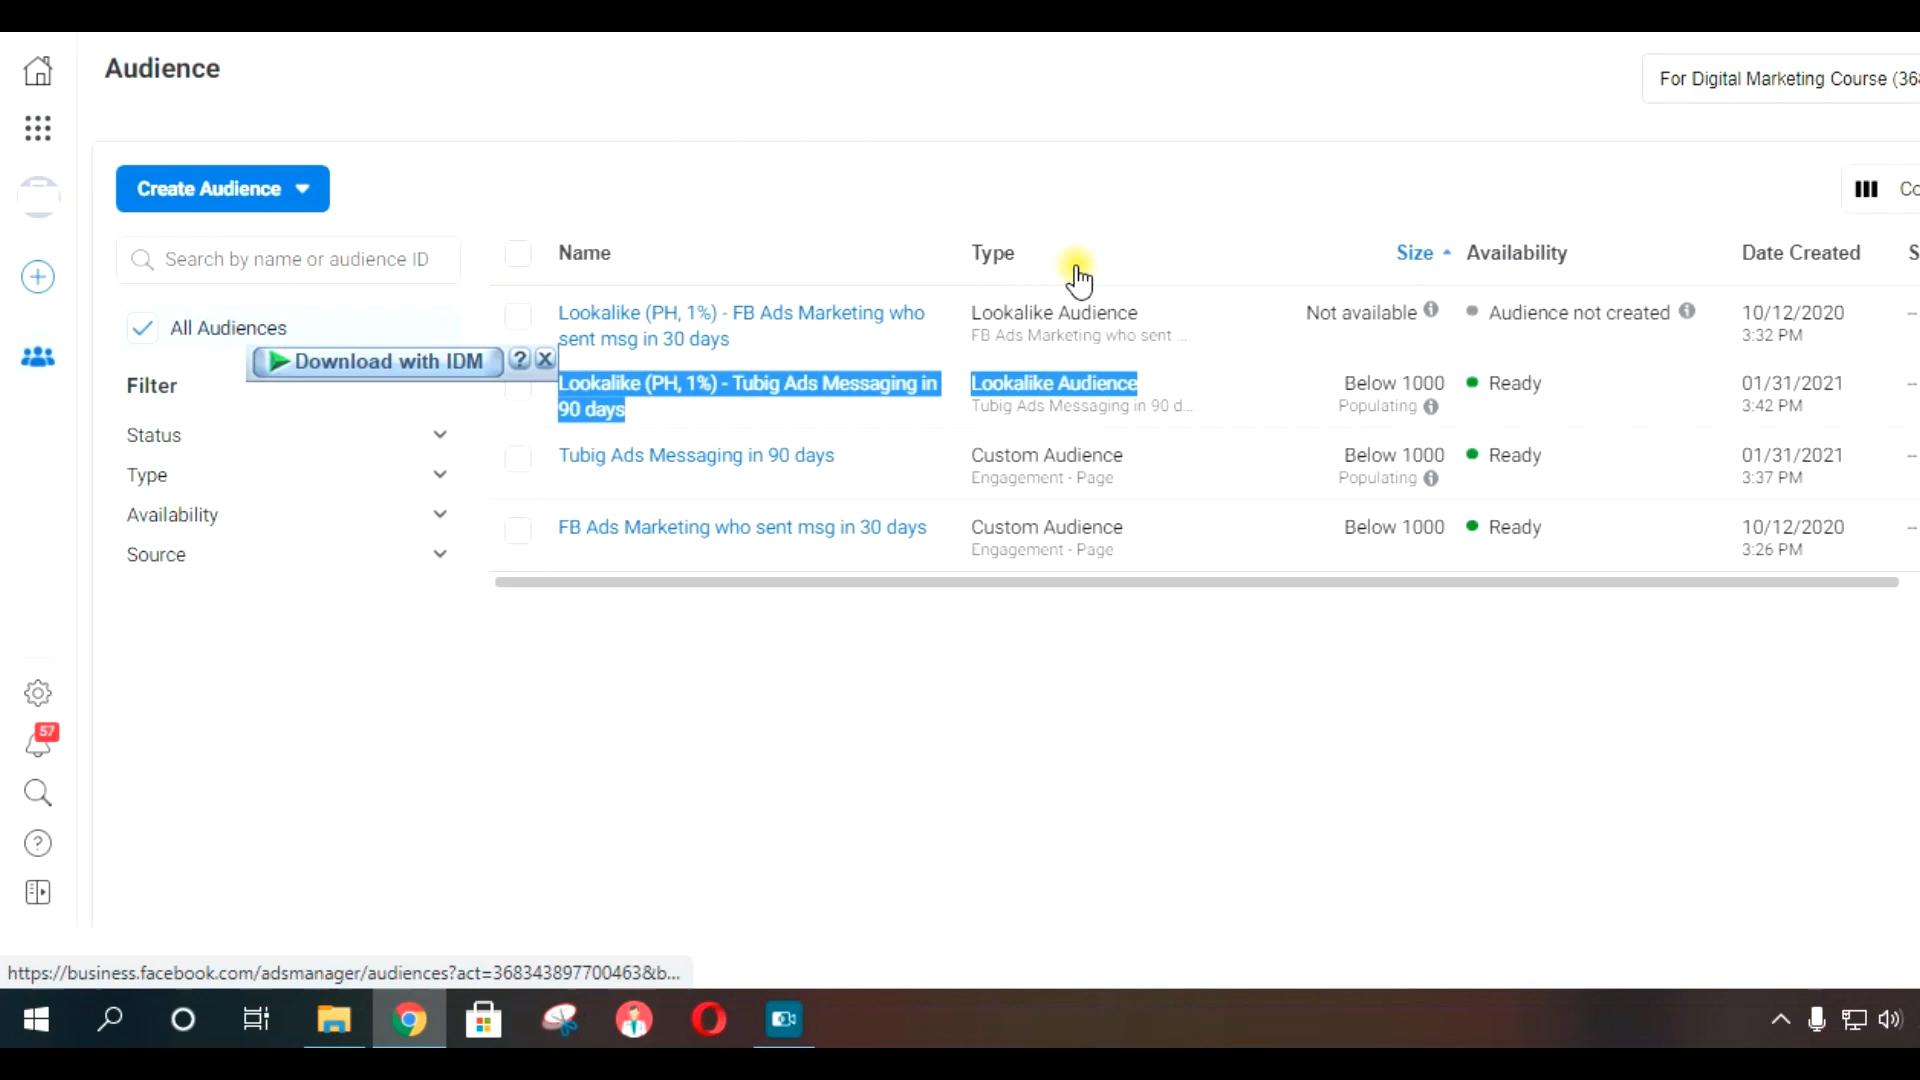 Audience
For Digital Marketing Course (368
Create Audience
Search by name or audience ID
All Audiences
Download with IDM ? X
Filter
Status
Type
Availability
Source
Name Type Size Availability Date Created S
Lookalike (PH, 1%) - FB Ads Marketing who Lookalike Audience Not available Audience not created 10/12/2020 --
sent msg in 30 days FB Ads Marketing who sent ... 3:32 PM
Lookalike (PH, 1%) - Tubig Ads Messaging in Lookalike Audience Below 1000 Ready 01/31/2021 --
90 days Tubig Ads Messaging in 90 d... Populating 3:42 PM
Tubig Ads Messaging in 90 days Custom Audience Below 1000 Ready 01/31/2021 --
Engagement - Page Populating 3:37 PM
FB Ads Marketing who sent msg in 30 days Custom Audience Below 1000 Ready 10/12/2020 --
Engagement - Page 3:26 PM
Co
57
https://business.facebook.com/adsmanager/audiences?act=368343897700463&b...